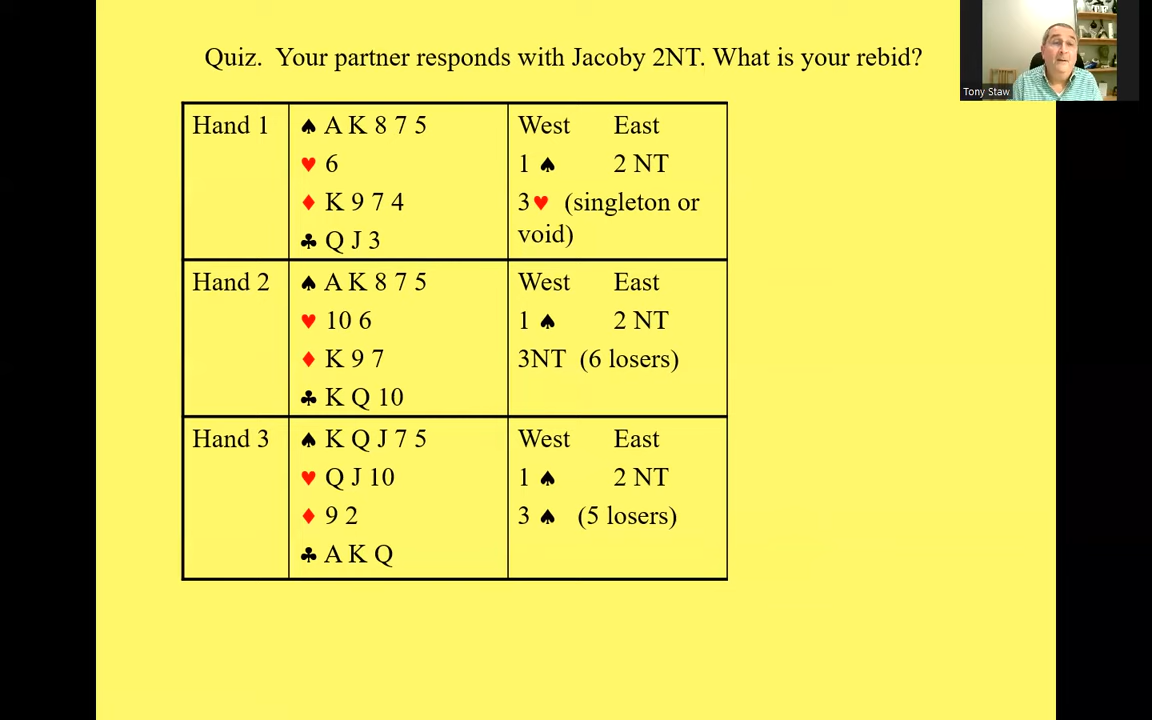 Quiz. Your partner responds with Jacoby 2NT. What is your rebid?
Tony Staw
Hand 1
♠ A K 8 7 5
♥ 6
♦ K 9 7 4
♣ Q J 3
West East
1 ♠ 2 NT
3♥ (singleton or
void)
Hand 2
♠ A K 8 7 5
♥ 10 6
♦ K 9 7
♣ K Q 10
West East
1 ♠ 2 NT
3NT (6 losers)
Hand 3
♠ K Q J 7 5
♥ Q J 10
♦ 9 2
♣ A K Q
West East
1 ♠ 2 NT
3 ♠ (5 losers)